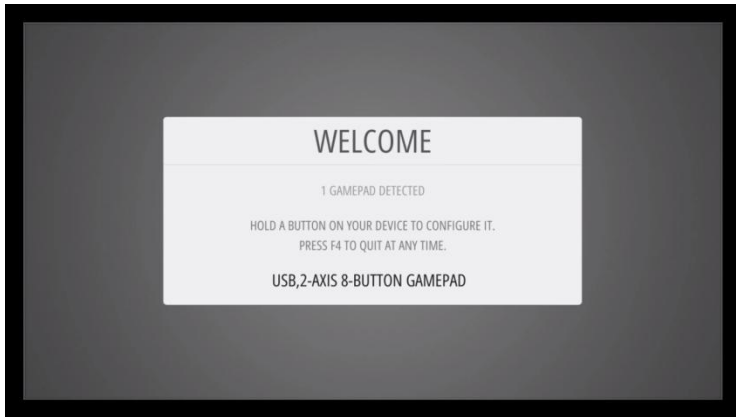 WELCOME
1 GAMEPAD DETECTED
HOLD A BUTTON ON YOUR DEVICE TO CONFIGURE IT.
PRESS F4 TO QUIT AT ANY TIME.
USB,2-AXIS 8-BUTTON GAMEPAD